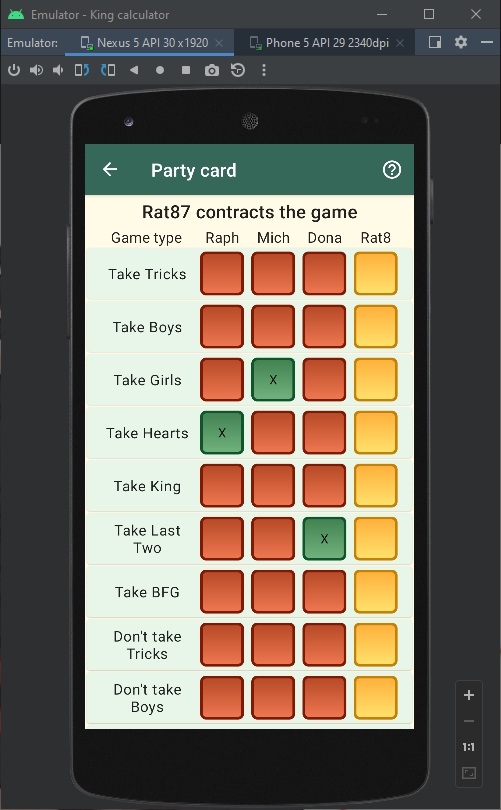 Emulator - King calculator
Emulator: Nexus 5 API 30 x1920 Phone 5 API 29 2340dpi
Party card
Rat87 contracts the game
Game type Raph Mich Dona Rat8
Take Tricks
Take Boys
Take Girls X
Take Hearts X
Take King
Take Last
Two X
Take BFG
Don't take
Tricks
Don't take
Boys
1:1